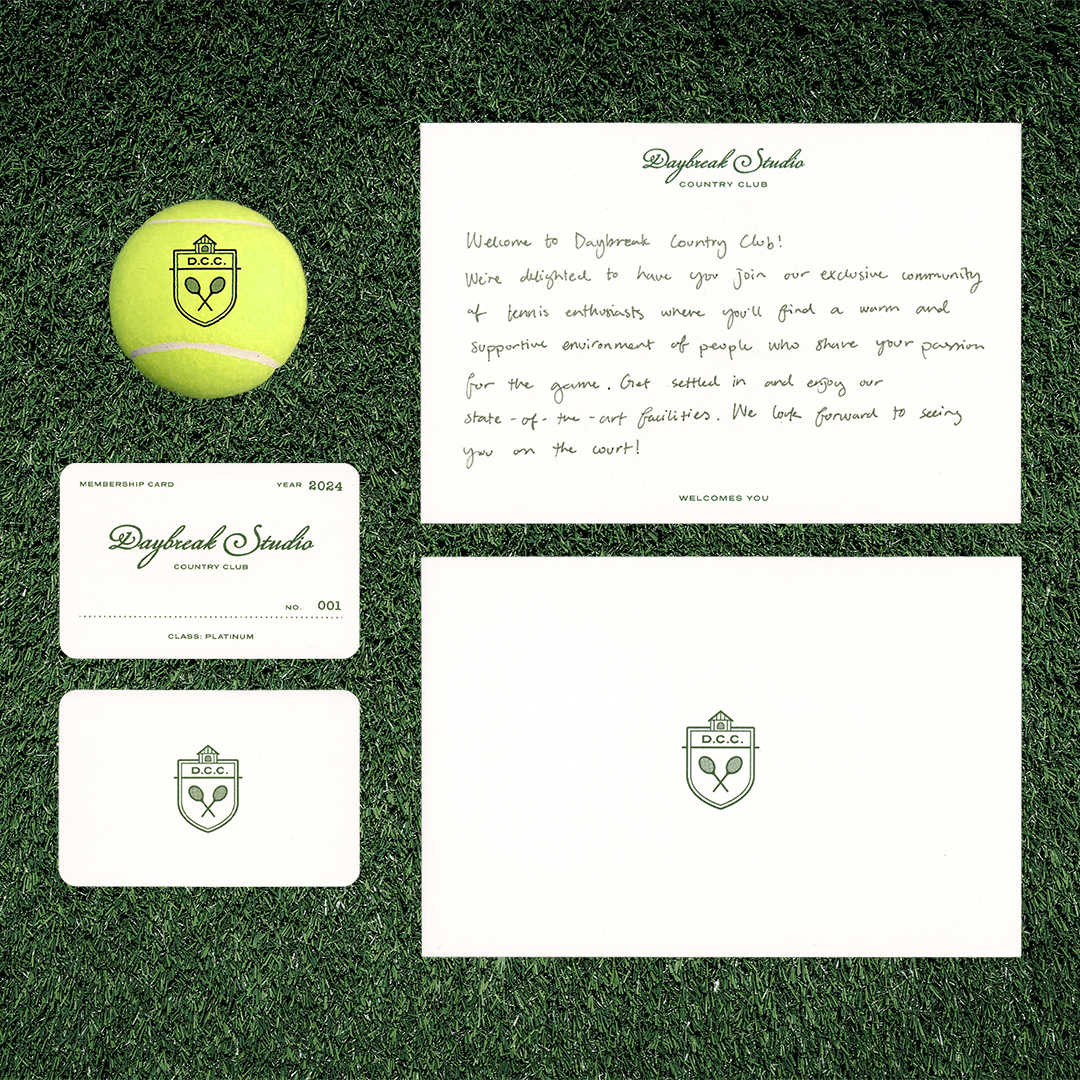 D.C.C.
Daybreak Studio
COUNTRY CLUB
Welcome to Daybreak Country Club!
We're delighted to have you join our exclusive community
of tennis enthusiasts where you'll find a warm and
supportive environment of people who share your passion
for the game. Get settled in and enjoy our
state-of-the-art facilities. We look forward to seeing
you on the court!
WELCOMES YOU
MEMBERSHIP CARD YEAR 2024
Daybreak Studio
COUNTRY CLUB
NO. 001
CLASS: PLATINUM
D.C.C.
D.C.C.